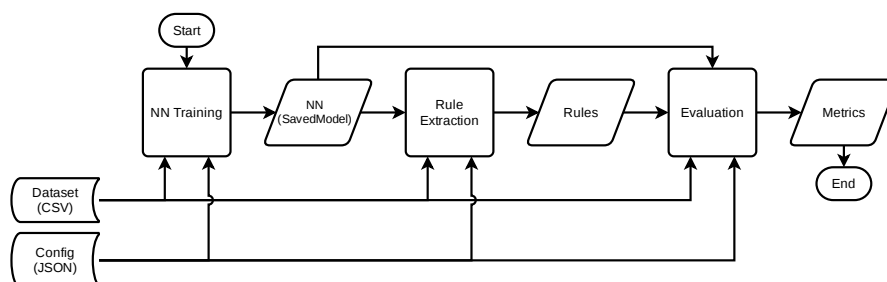 Start
NN Training
NN
(SavedModel)
Rule
Extraction
Rules
Evaluation
Metrics
End
Dataset
(CSV)
Config
(JSON)